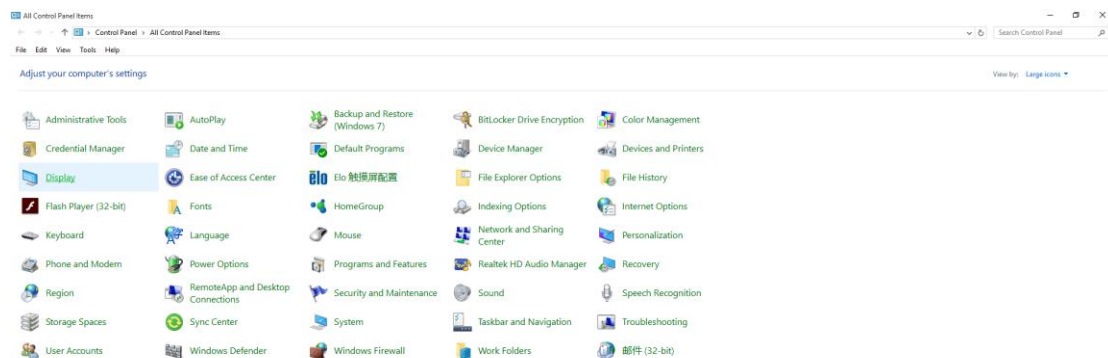 All Control Panel Items
Control Panel > All Control Panel Items
Search Control Panel
File Edit View Tools Help
Adjust your computer's settings
View by: Large icons
Administrative Tools
AutoPlay
Backup and Restore
(Windows 7)
BitLocker Drive Encryption
Color Management
Credential Manager
Date and Time
Default Programs
Device Manager
Devices and Printers
Display
Ease of Access Center
elo
Elo 触摸屏配置
File Explorer Options
File History
Flash Player (32-bit)
Fonts
HomeGroup
Indexing Options
Internet Options
Keyboard
Language
Mouse
Network and Sharing
Center
Personalization
Phone and Modem
Power Options
Programs and Features
Realtek HD Audio Manager
Recovery
Region
RemoteApp and Desktop
Connections
Security and Maintenance
Sound
Speech Recognition
Storage Spaces
Sync Center
System
Taskbar and Navigation
Troubleshooting
User Accounts
Windows Defender
Windows Firewall
Work Folders
邮件 (32-bit)